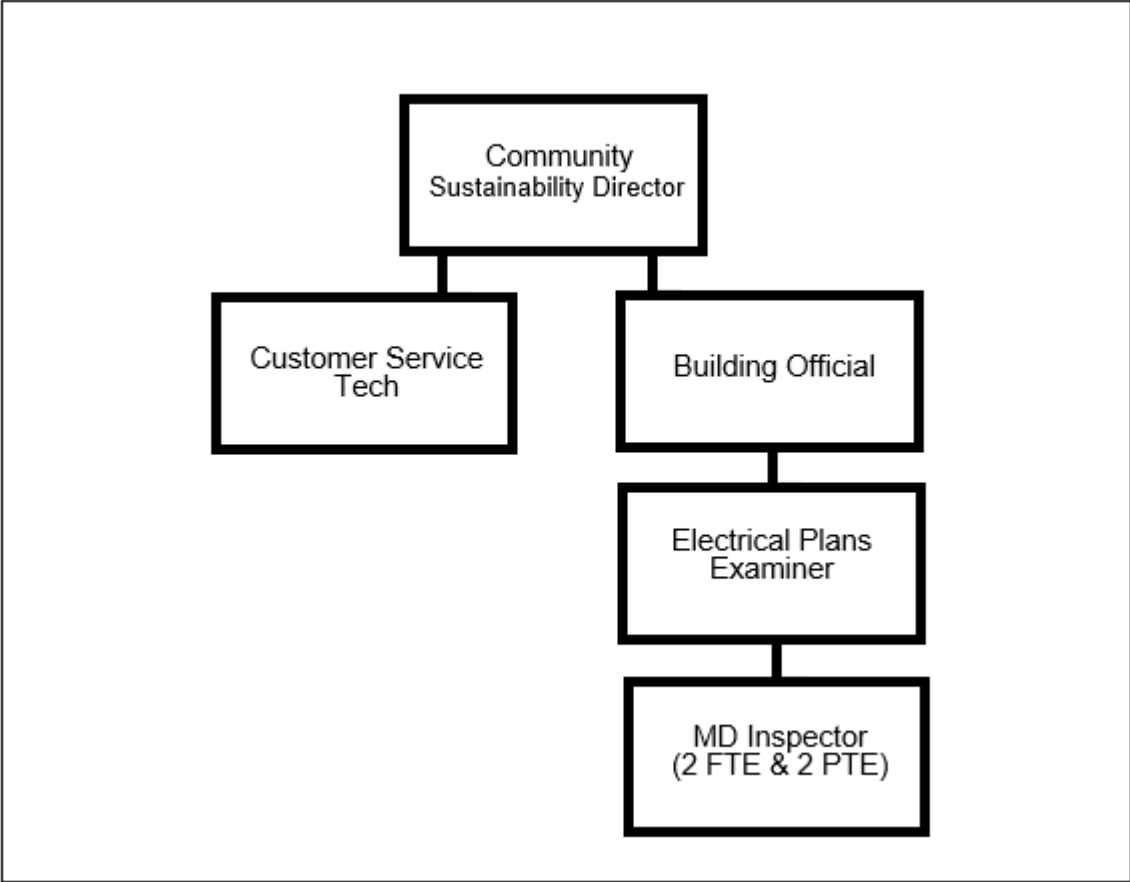 Community
Sustainability Director
Customer Service
Tech
Building Official
Electrical Plans
Examiner
MD Inspector
(2 FTE & 2 PTE)